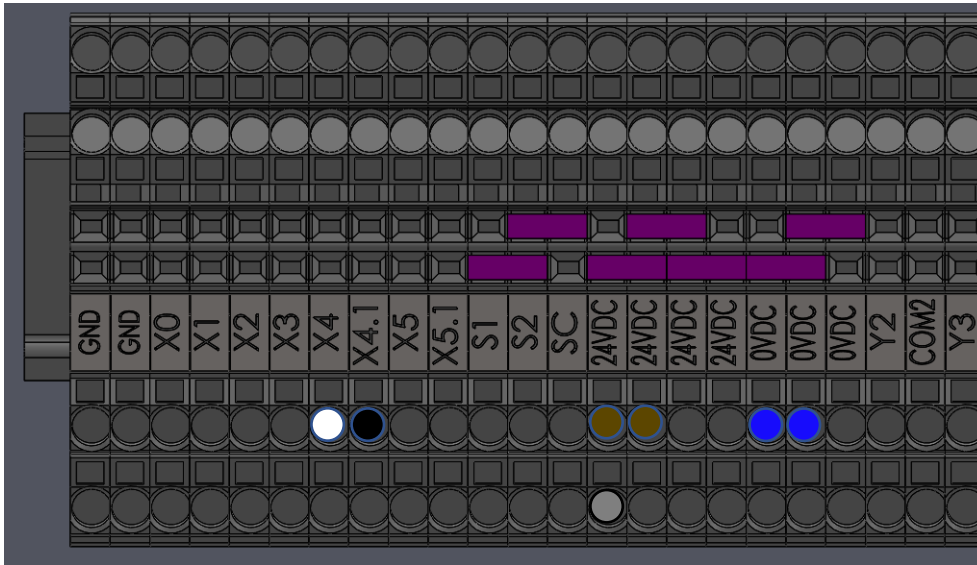 GND GND X0 X1 X2 X3 X4 X4.1 X5 X5.1 S1 S2 SC 24VDC 24VDC 24VDC 24VDC 0VDC 0VDC 0VDC Y2 COM2 Y3